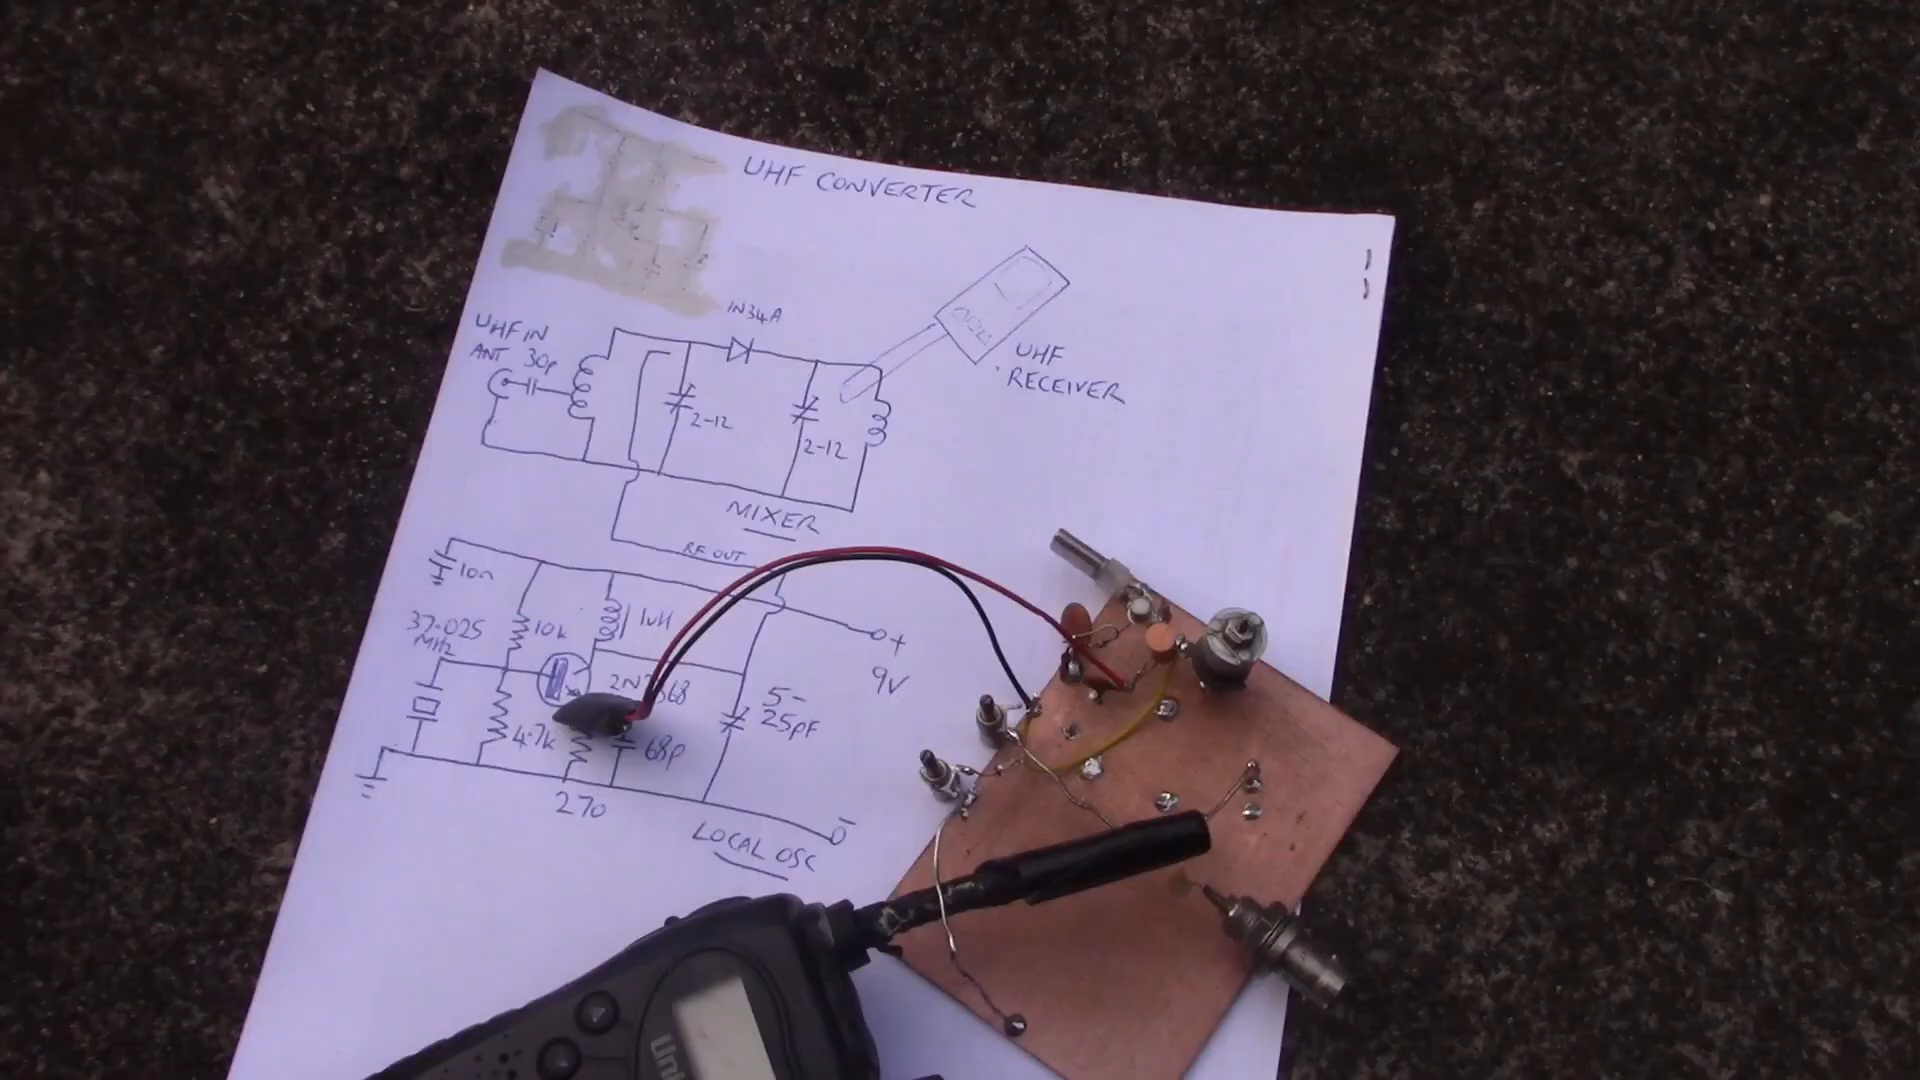 UHF CONVERTER
IN34A
UHF IN
ANT 30p
UHF
RECEIVER
2-12
2-12
MIXER
RF OUT
10n
37.025
MHz
10k
1uH
9V
5-
25pF
4.7k
68p
270
LOCAL OSC